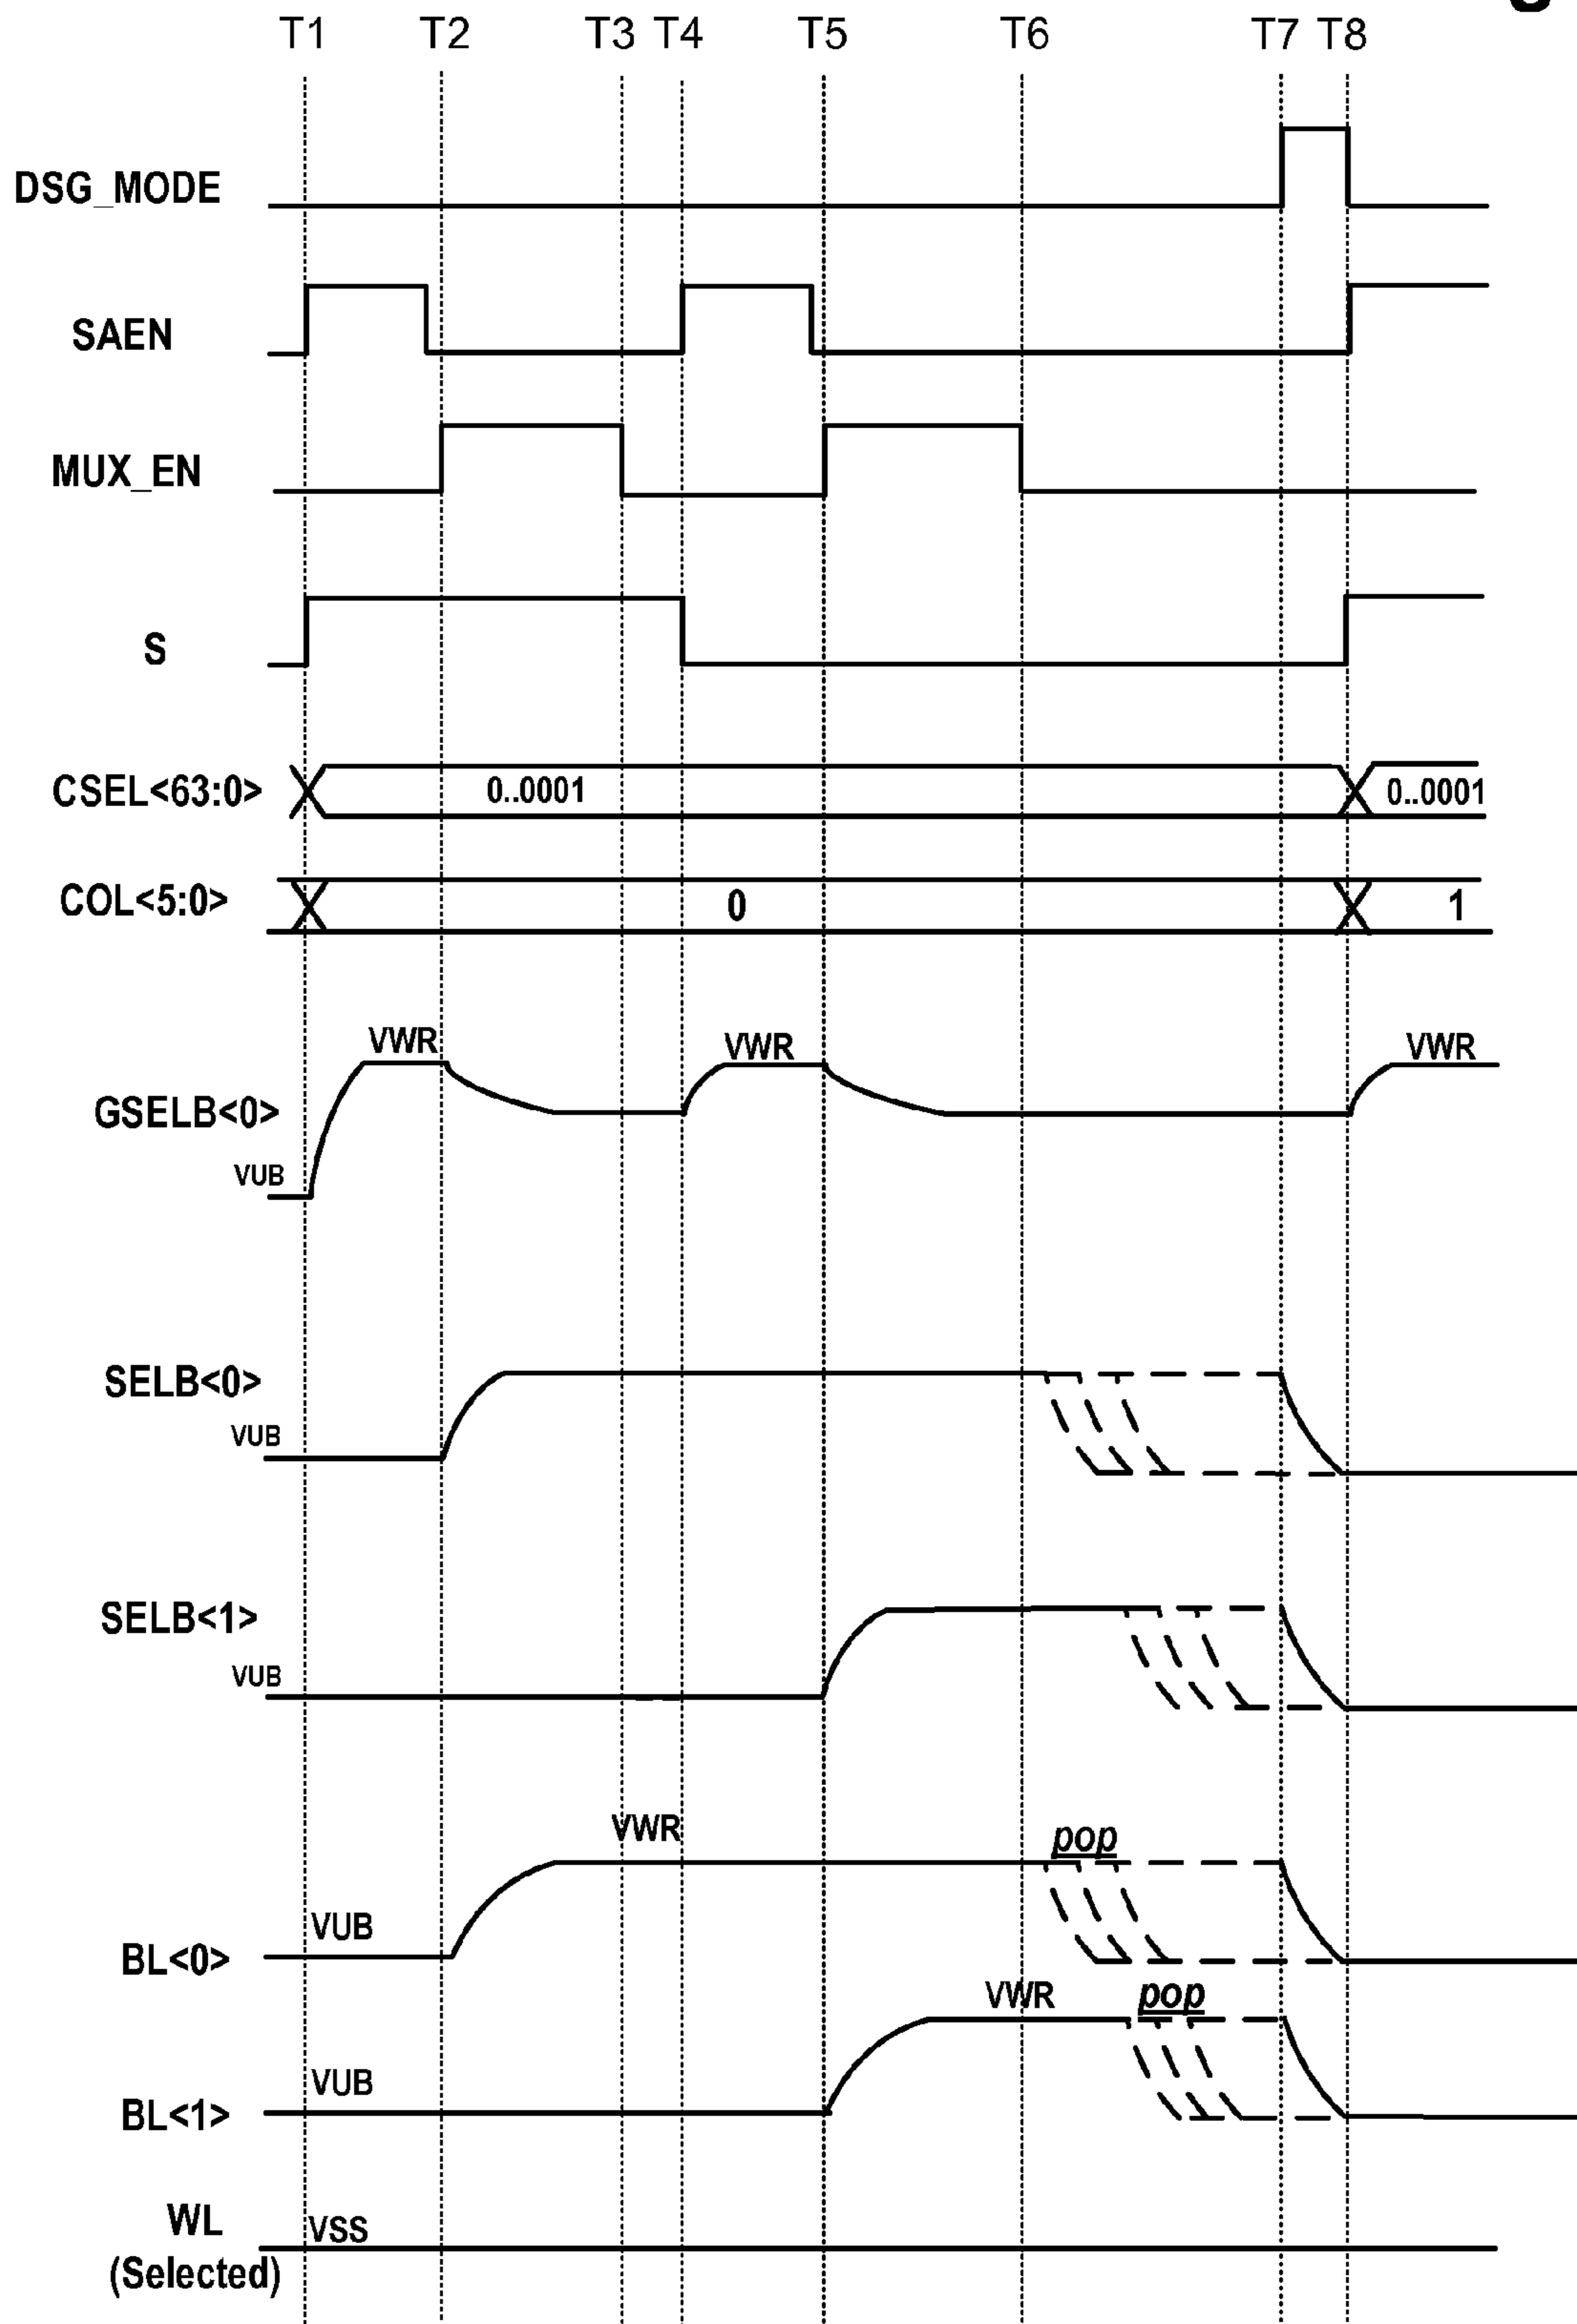 T1 T2 T3 T4 T5 T6 T7 T8
DSG_MODE
SAEN
MUX_EN
S
CSEL<63:0> 0..0001 0..0001
COL<5:0> 0 1
VWR VWR VWR
GSELB<0>
VUB
SELB<0>
VUB
SELB<1>
VUB
VWR pop
VUB
BL<0>
VWR pop
VUB
BL<1>
WL VSS
(Selected)